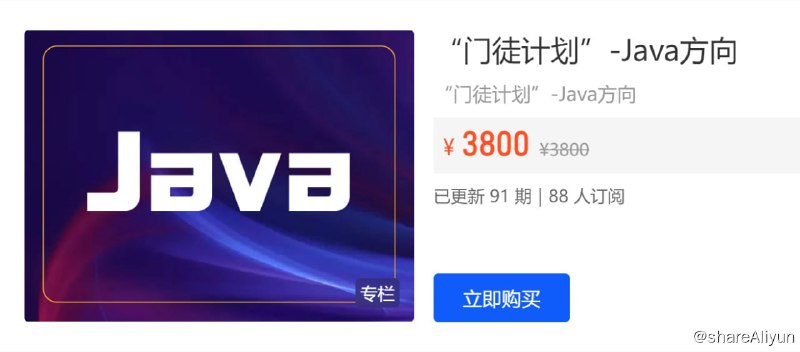 Java
专栏
“门徒计划”-Java方向
“门徒计划”-Java方向
¥ 3800 ¥3800
已更新 91 期 | 88 人订阅
立即购买
@shareAliyun